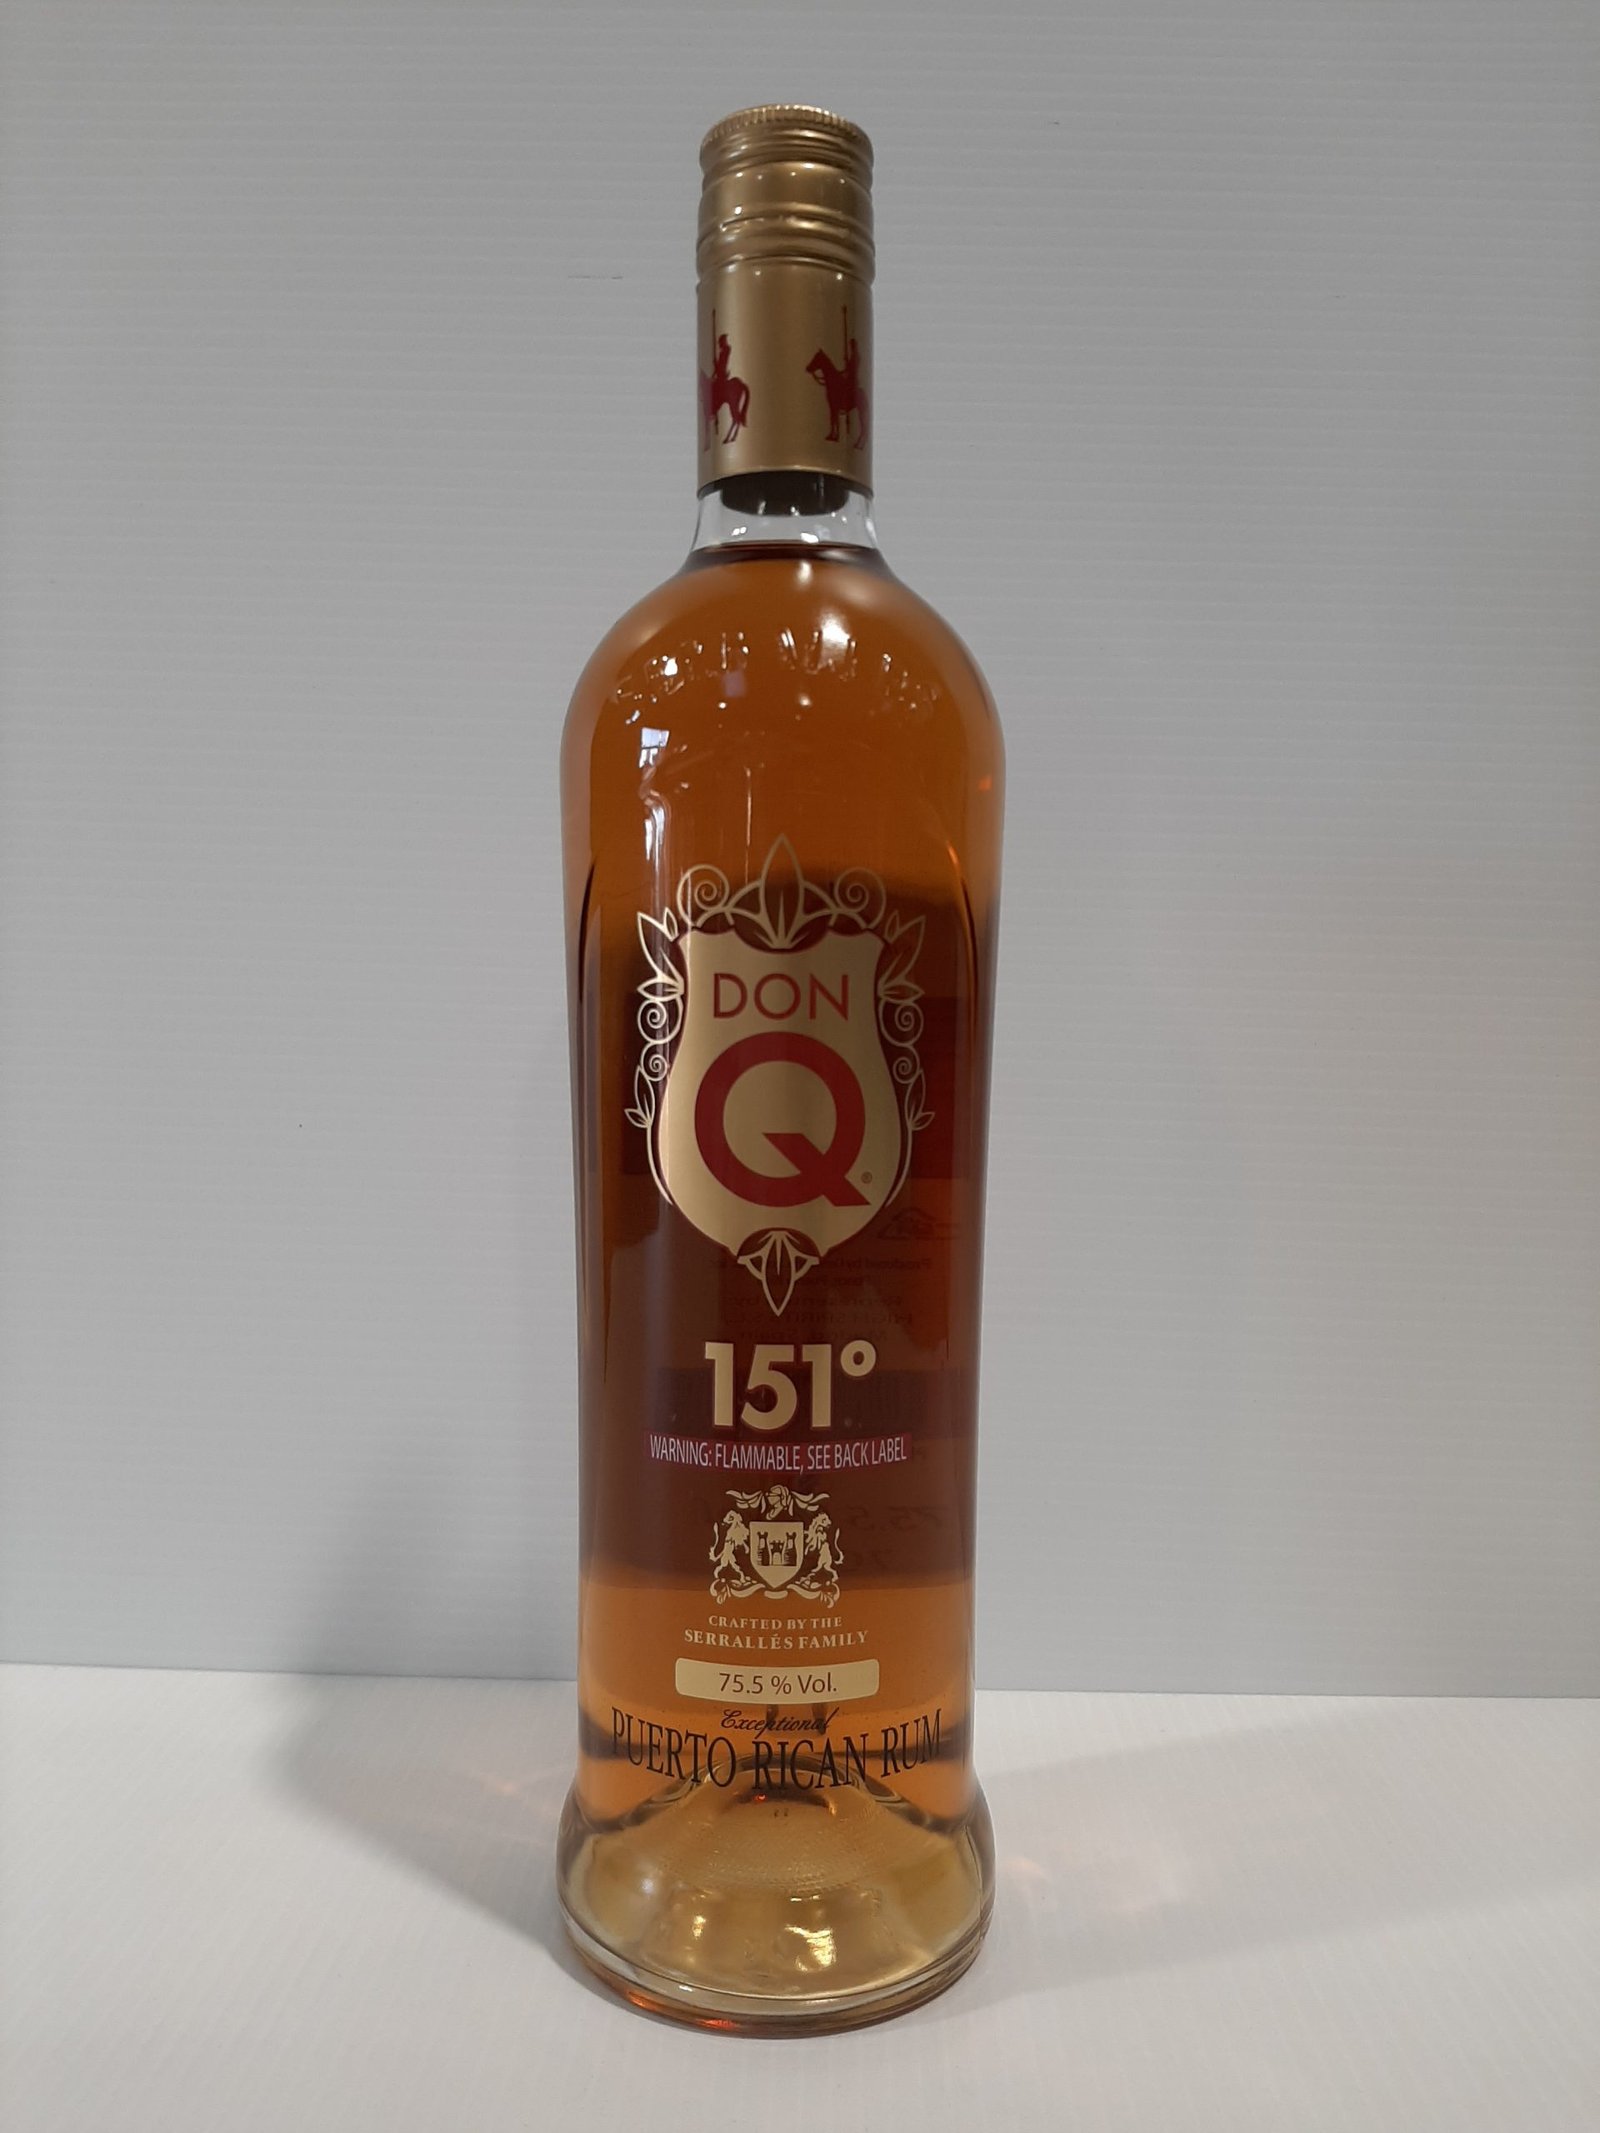 DON
Q
®
151°
WARNING: FLAMMABLE, SEE BACK LABEL
CRAFTED BY THE
SERRALLÉS FAMILY
75.5 % Vol.
Exceptional
PUERTO RICAN RUM